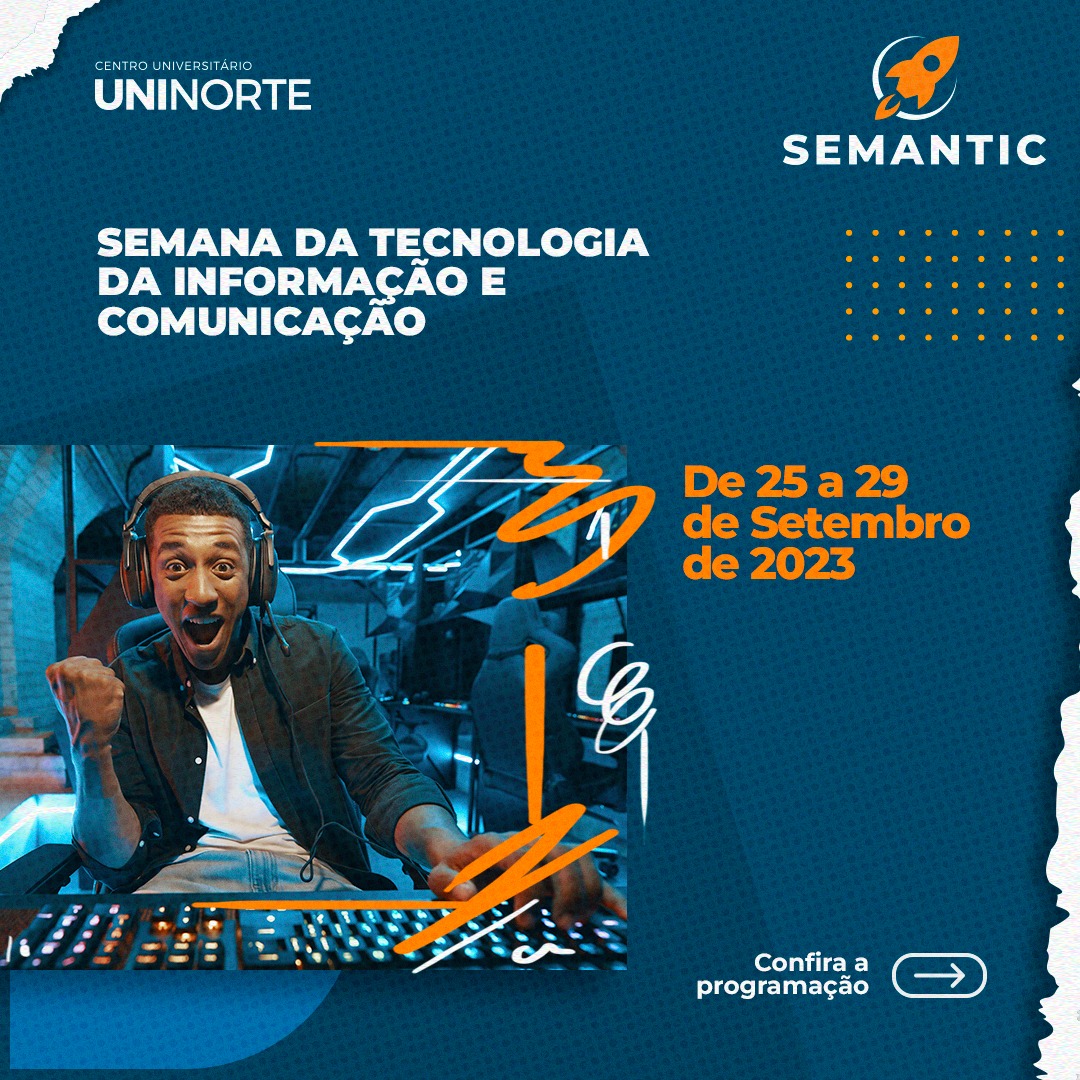 CENTRO UNIVERSITÁRIO
UNINORTE
SEMANTIC
SEMANA DA TECNOLOGIA
DA INFORMAÇÃO E
COMUNICAÇÃO
De 25 a 29
de Setembro
de 2023
Confira a
programação